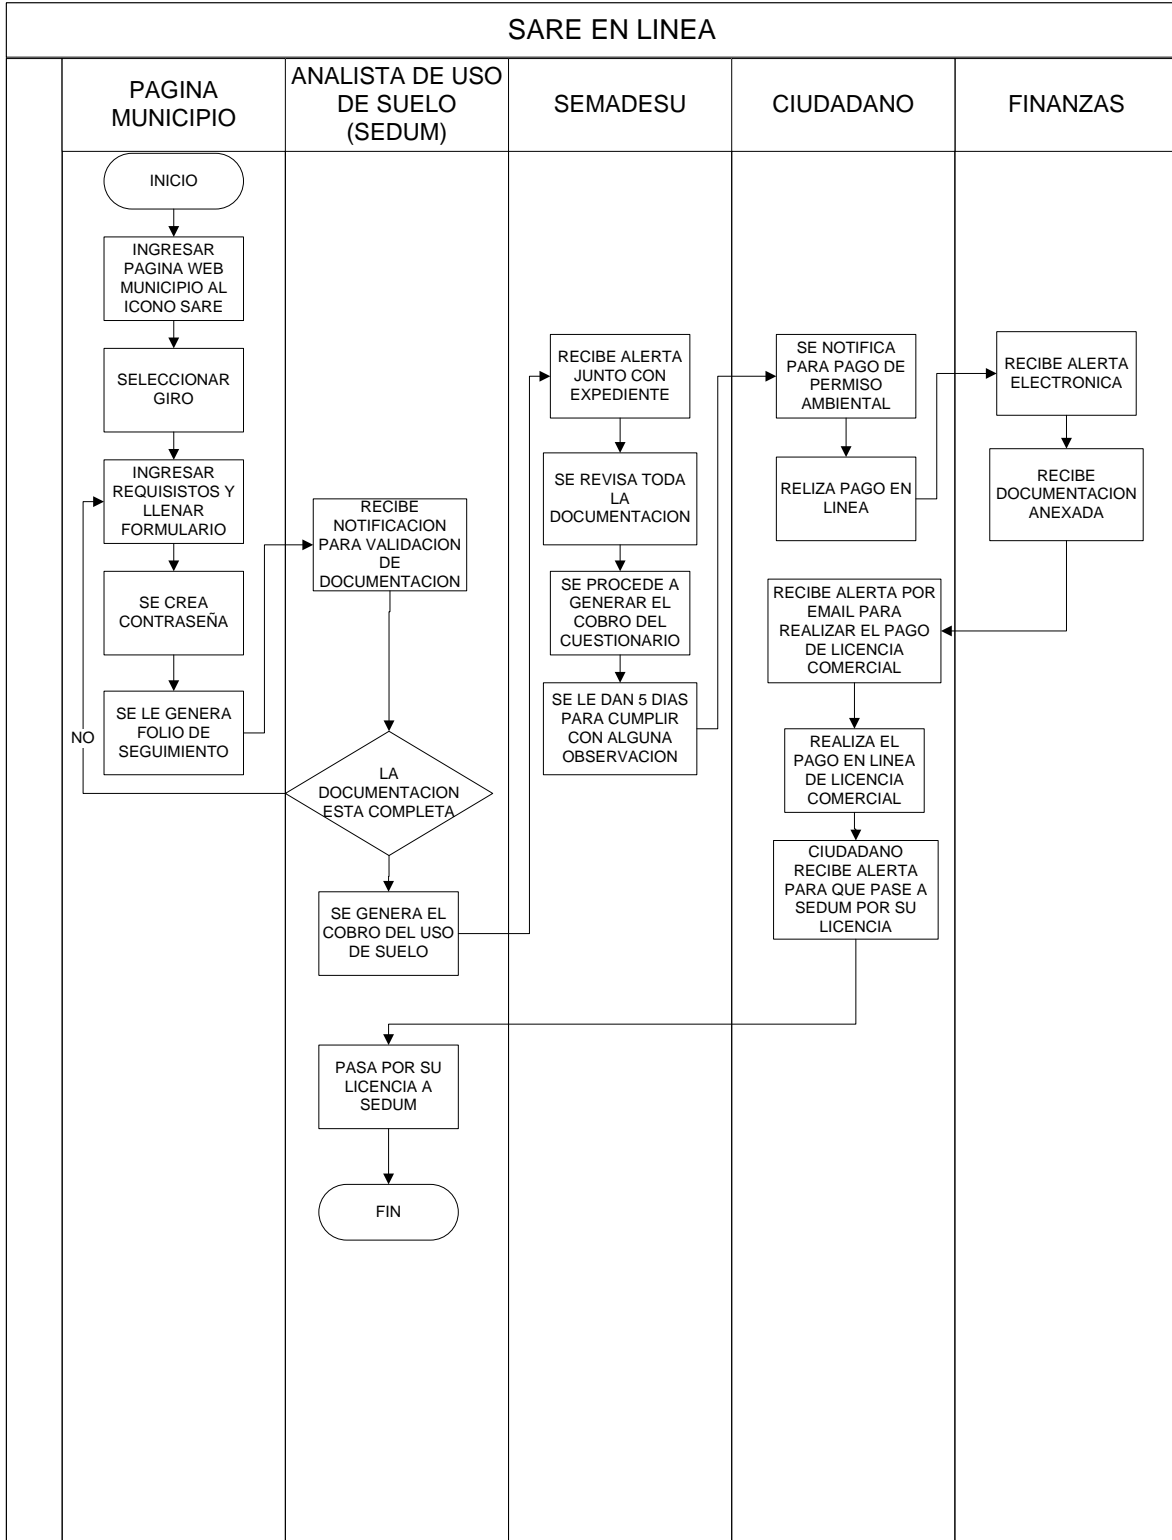 SARE EN LINEA
PAGINA
MUNICIPIO
ANALISTA DE USO
DE SUELO
(SEDUM)
SEMADESU
CIUDADANO
FINANZAS
INICIO
INGRESAR
PAGINA WEB
MUNICIPIO AL
ICONO SARE
SELECCIONAR
GIRO
INGRESAR
REQUISISTOS Y
LLENAR
FORMULARIO
SE CREA
CONTRASEÑA
SE LE GENERA
FOLIO DE
SEGUIMIENTO
NO
RECIBE
NOTIFICACION
PARA VALIDACION
DE
DOCUMENTACION
LA
DOCUMENTACION
ESTA COMPLETA
SE GENERA EL
COBRO DEL USO
DE SUELO
RECIBE ALERTA
JUNTO CON
EXPEDIENTE
SE REVISA TODA
LA
DOCUMENTACION
SE PROCEDE A
GENERAR EL
COBRO DEL
CUESTIONARIO
SE LE DAN 5 DIAS
PARA CUMPLIR
CON ALGUNA
OBSERVACION
SE NOTIFICA
PARA PAGO DE
PERMISO
AMBIENTAL
RELIZA PAGO EN
LINEA
RECIBE ALERTA
ELECTRONICA
RECIBE
DOCUMENTACION
ANEXADA
RECIBE ALERTA POR
EMAIL PARA
REALIZAR EL PAGO
DE LICENCIA
COMERCIAL
REALIZA EL
PAGO EN LINEA
DE LICENCIA
COMERCIAL
CIUDADANO
RECIBE ALERTA
PARA QUE PASE A
SEDUM POR SU
LICENCIA
PASA POR SU
LICENCIA A
SEDUM
FIN